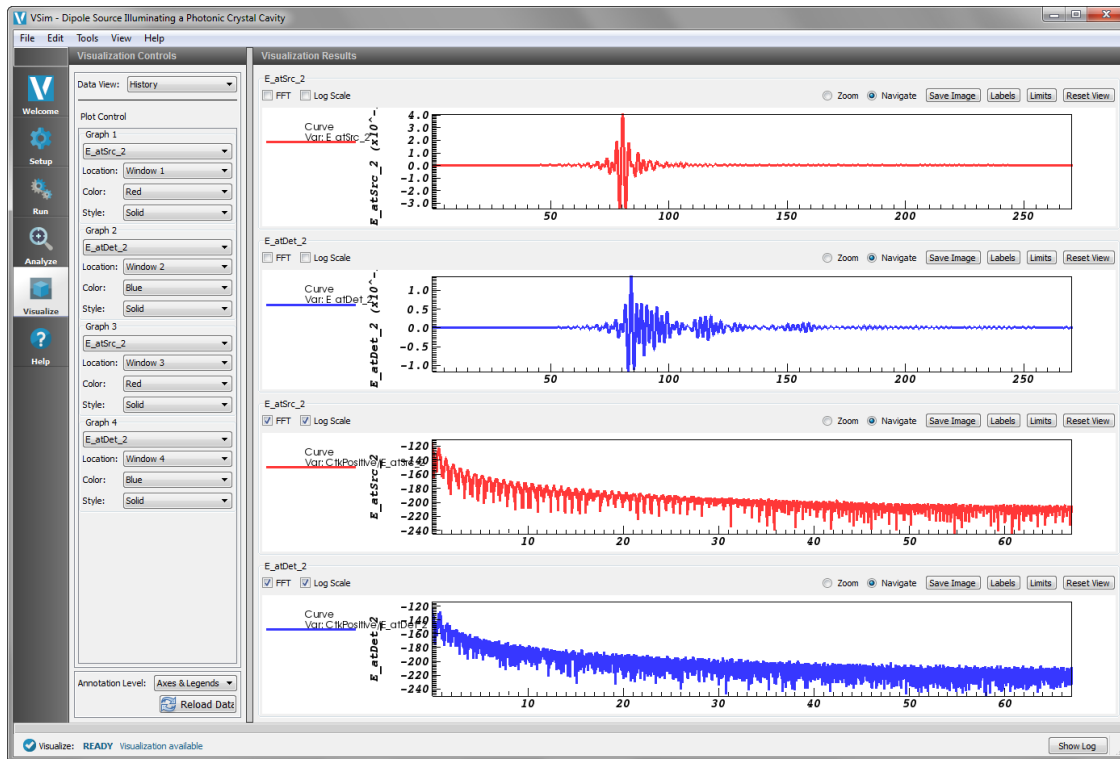 VSim - Dipole Source Illuminating a Photonic Crystal Cavity
File Edit Tools View Help
Visualization Controls
Visualization Results
Welcome
Setup
Run
Analyze
Visualize
Help
Data View: History
Plot Control
Graph 1
E_atSrc_2
Location: Window 1
Color: Red
Style: Solid
Graph 2
E_atDet_2
Location: Window 2
Color: Blue
Style: Solid
Graph 3
E_atSrc_2
Location: Window 3
Color: Red
Style: Solid
Graph 4
E_atDet_2
Location: Window 4
Color: Blue
Style: Solid
Annotation Level: Axes & Legends
Reload Data
E_atSrc_2
FFT Log Scale Zoom Navigate Save Image Labels Limits Reset View
Curve
Var: E_atSrc_2
E_atSrc_2 (x10^-
4.0
3.0
2.0
1.0
0.0
-1.0
-2.0
-3.0
50 100 150 200 250
E_atDet_2
FFT Log Scale Zoom Navigate Save Image Labels Limits Reset View
Curve
Var: E_atDet_2
E_atDet_2 (x10^-
1.0
0.5
0.0
-0.5
-1.0
50 100 150 200 250
E_atSrc_2
FFT Log Scale Zoom Navigate Save Image Labels Limits Reset View
Curve
E_atSrc_2
-120
-140
-160
-180
-200
-220
-240
10 20 30 40 50 60
E_atDet_2
FFT Log Scale Zoom Navigate Save Image Labels Limits Reset View
Curve
Var: CtkPositive/E_atDet_2
E_atDet_2
-120
-140
-160
-180
-200
-220
-240
10 20 30 40 50 60
Visualize: READY Visualization available
Show Log